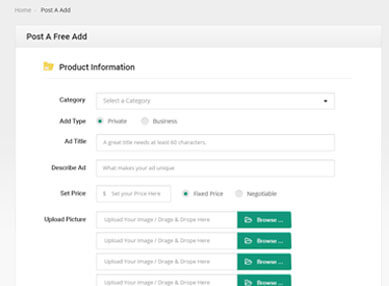 Home - Post A Add
Post A Free Add
Product Information
Category Select a Category
Add Type Private Business
Ad Title A great title needs at least 60 characters.
Describe Ad What makes your ad unique
Set Price $ Set your Price Here Fixed Price Negotiable
Upload Picture Upload Your Image / Drage & Drope Here Browse ...
Upload Your Image / Drage & Drope Here Browse ...
Upload Your Image / Drage & Drope Here Browse ...
Upload Your Image / Drage & Drope Here Browse ...